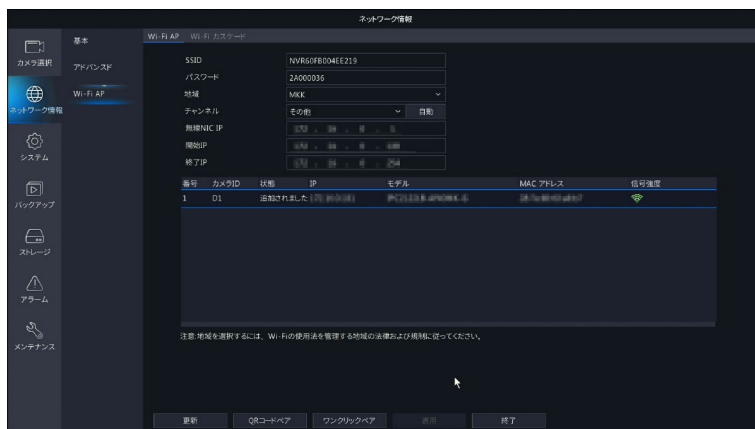 ネットワーク情報
カメラ選択
ネットワーク情報
システム
バックアップ
ストレージ
アラーム
メンテナンス
基本
アドバンスド
Wi-Fi AP
Wi-Fi AP Wi-Fi カスケード
SSID NVR60FB004EE219
パスワード 2A000036
地域 MKK
チャンネル その他 自動
無線NIC IP
開始IP
終了IP
番号 カメラID 状態 IP モデル MAC アドレス 信号強度
1 D1 追加されました
注意:地域を選択するには、Wi-Fiの使用法を管理する地域の法律および規制に従ってください。
更新 QRコードペア ワンクリックペア 適用 終了